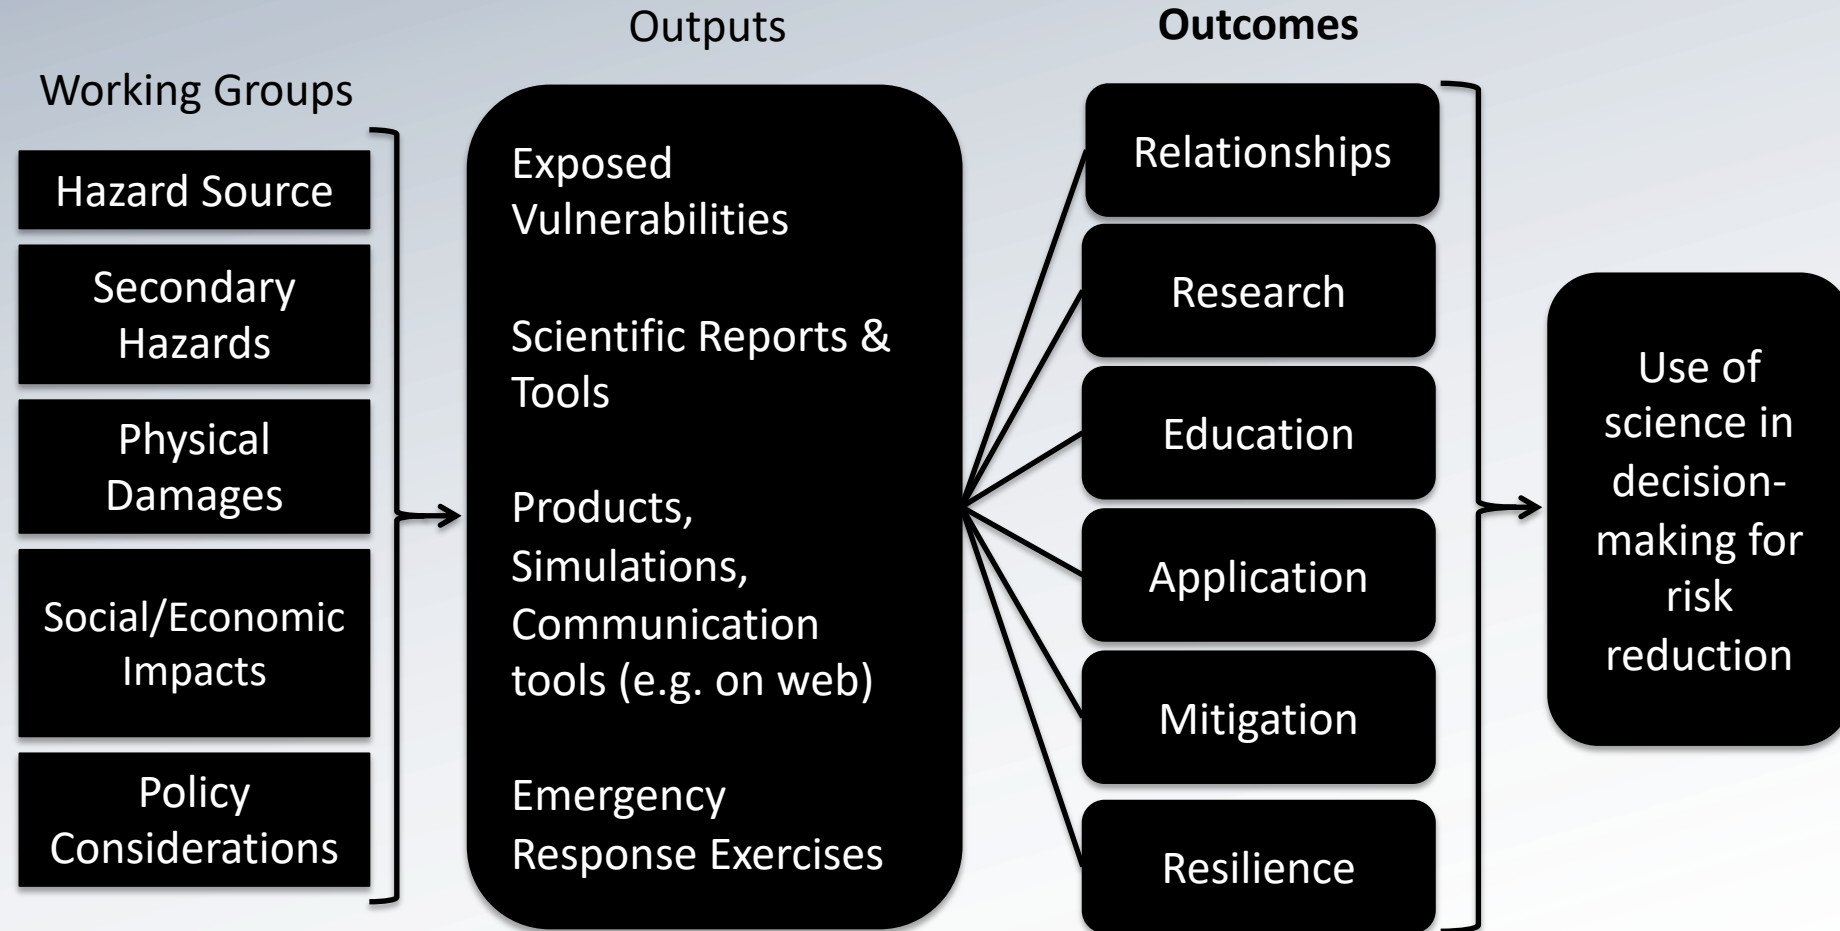 Working Groups
Hazard Source
Secondary
Hazards
Physical
Damages
Social/Economic
Impacts
Policy
Considerations
Outputs
Exposed
Vulnerabilities
Scientific Reports &
Tools
Products,
Simulations,
Communication
tools (e.g. on web)
Emergency
Response Exercises
Outcomes
Relationships
Research
Education
Application
Mitigation
Resilience
Use of
science in
decision-
making for
risk
reduction